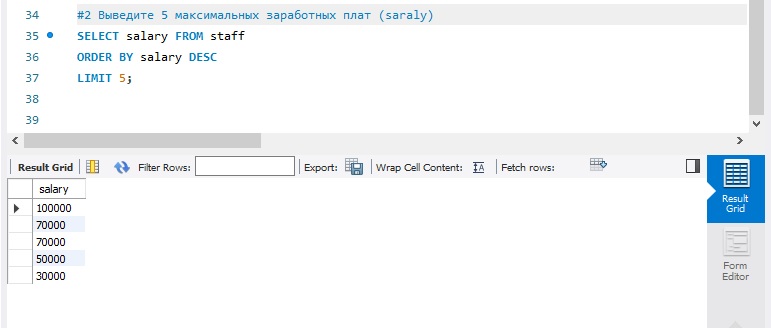 34 #2 Выведите 5 максимальных заработных плат (saraly)
35 SELECT salary FROM staff
36 ORDER BY salary DESC
37 LIMIT 5;
38
39
Result Grid Filter Rows: Export: Wrap Cell Content: IA Fetch rows:
salary
100000
70000
70000
50000
30000
Result
Grid
Form
Editor